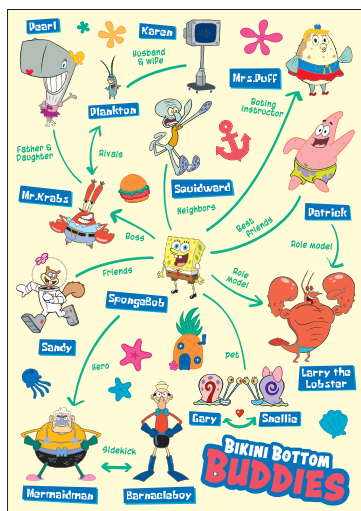 Pearl
Karen
Husband
& wife
Mrs.Puff
Plankton
Boting
instructor
Father &
Daughter
Rivals
Squidward
Mr.Krabs
Neighbors
Patrick
Best
friends
Boss
Role Model
Friends
Role
Model
SpongeBob
Sandy
Pet
Hero
Larry the
Lobster
Gary
Snellie
Sidekick
Mermaidman
Barnacleboy
BIKINI BOTTOM
BUDDIES